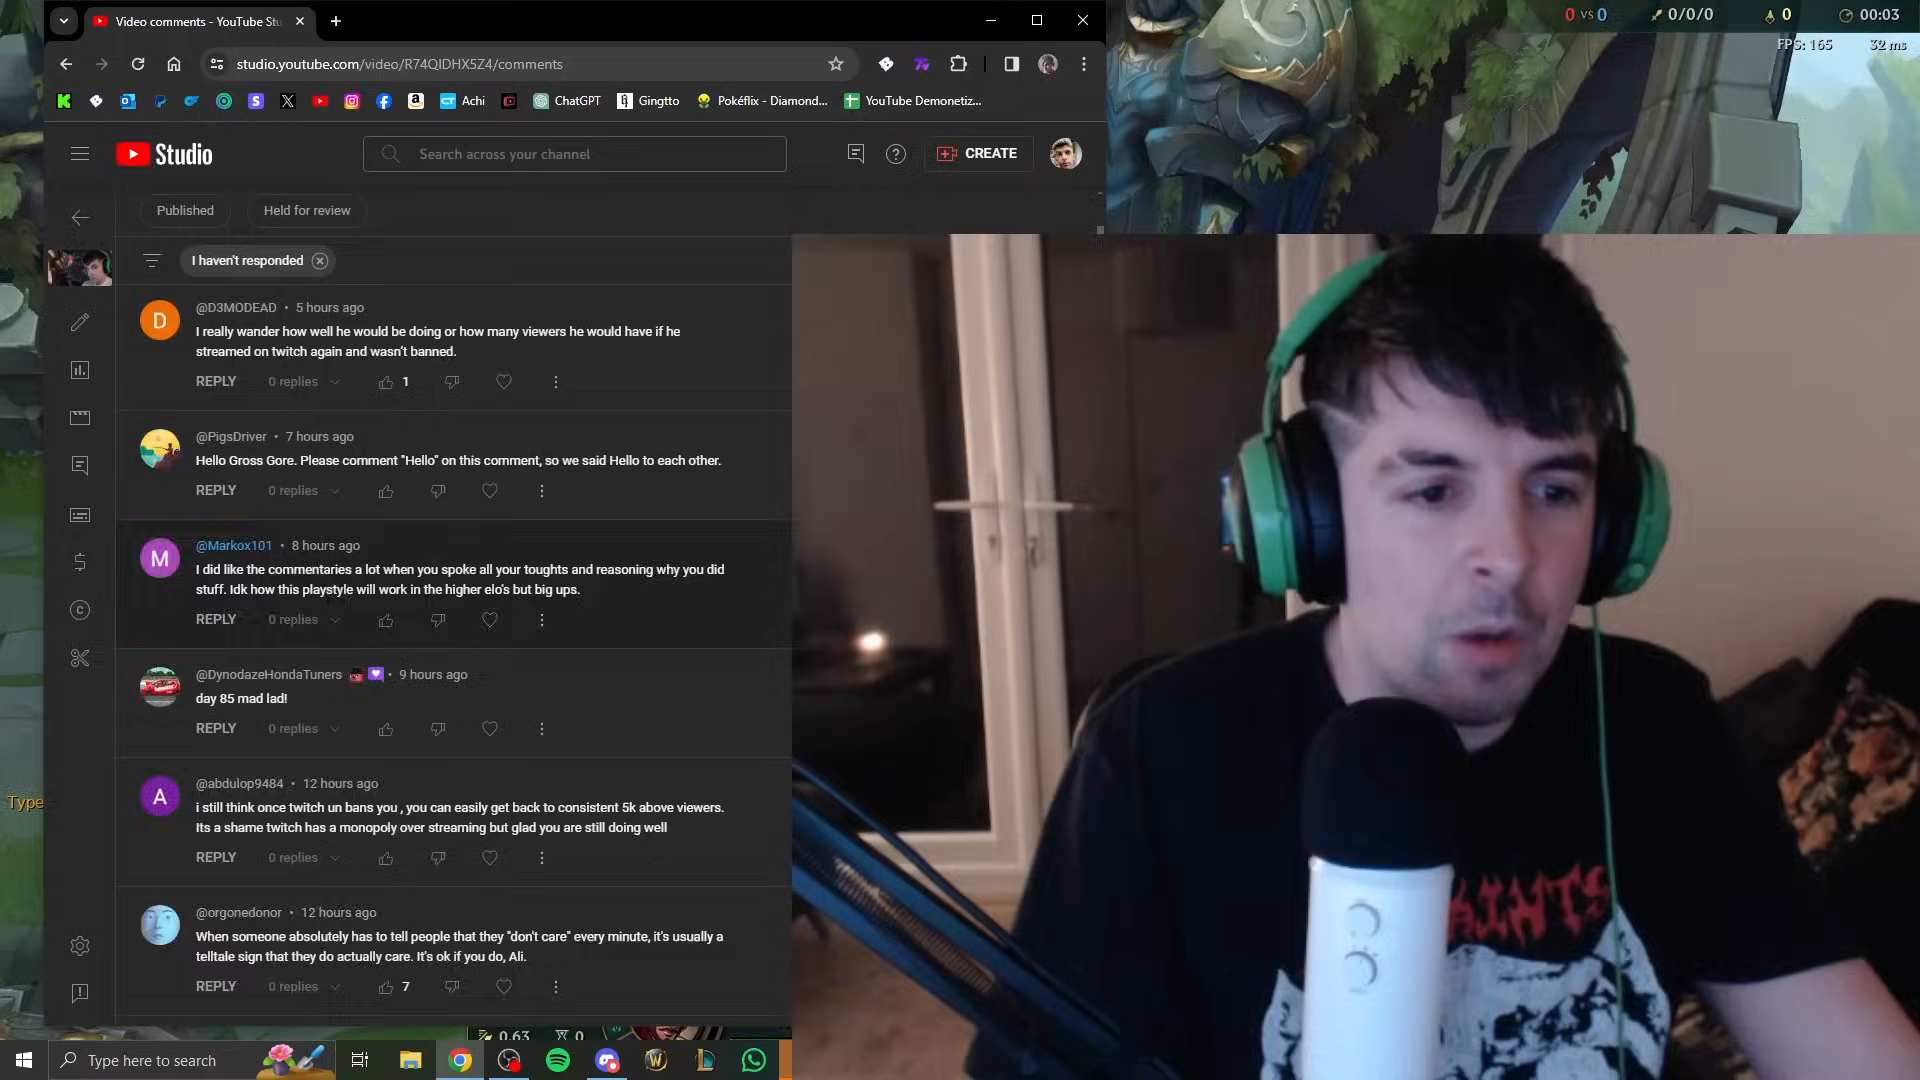 Video comments - YouTube Stu
0 vs 0
0/0/0
0
00:03
FPS: 165
32 ms
studio.youtube.com/video/R74QIDHX5Z4/comments
Achi
ChatGPT
Gingtto
Pokéflix - Diamond...
YouTube Demonetiz...
Studio
Search across your channel
CREATE
Published
Held for review
I haven't responded
D
@D3MODEAD • 5 hours ago
I really wander how well he would be doing or how many viewers he would have if he
streamed on twitch again and wasn't banned.
REPLY
0 replies
1
@PigsDriver • 7 hours ago
Hello Gross Gore. Please comment "Hello" on this comment, so we said Hello to each other.
REPLY
0 replies
M
@Markox101 • 8 hours ago
I did like the commentaries a lot when you spoke all your toughts and reasoning why you did
stuff. Idk how this playstyle will work in the higher elo's but big ups.
REPLY
0 replies
@DynodazeHondaTuners • 9 hours ago
day 85 mad lad!
REPLY
0 replies
A
@abdulop9484 • 12 hours ago
i still think once twitch un bans you , you can easily get back to consistent 5k above viewers.
Its a shame twitch has a monopoly over streaming but glad you are still doing well
REPLY
0 replies
Type
@orgonedonor • 12 hours ago
When someone absolutely has to tell people that they "don't care" every minute, it's usually a
telltale sign that they do actually care. It's ok if you do, Ali.
REPLY
0 replies
7
0.63
0
Type here to search